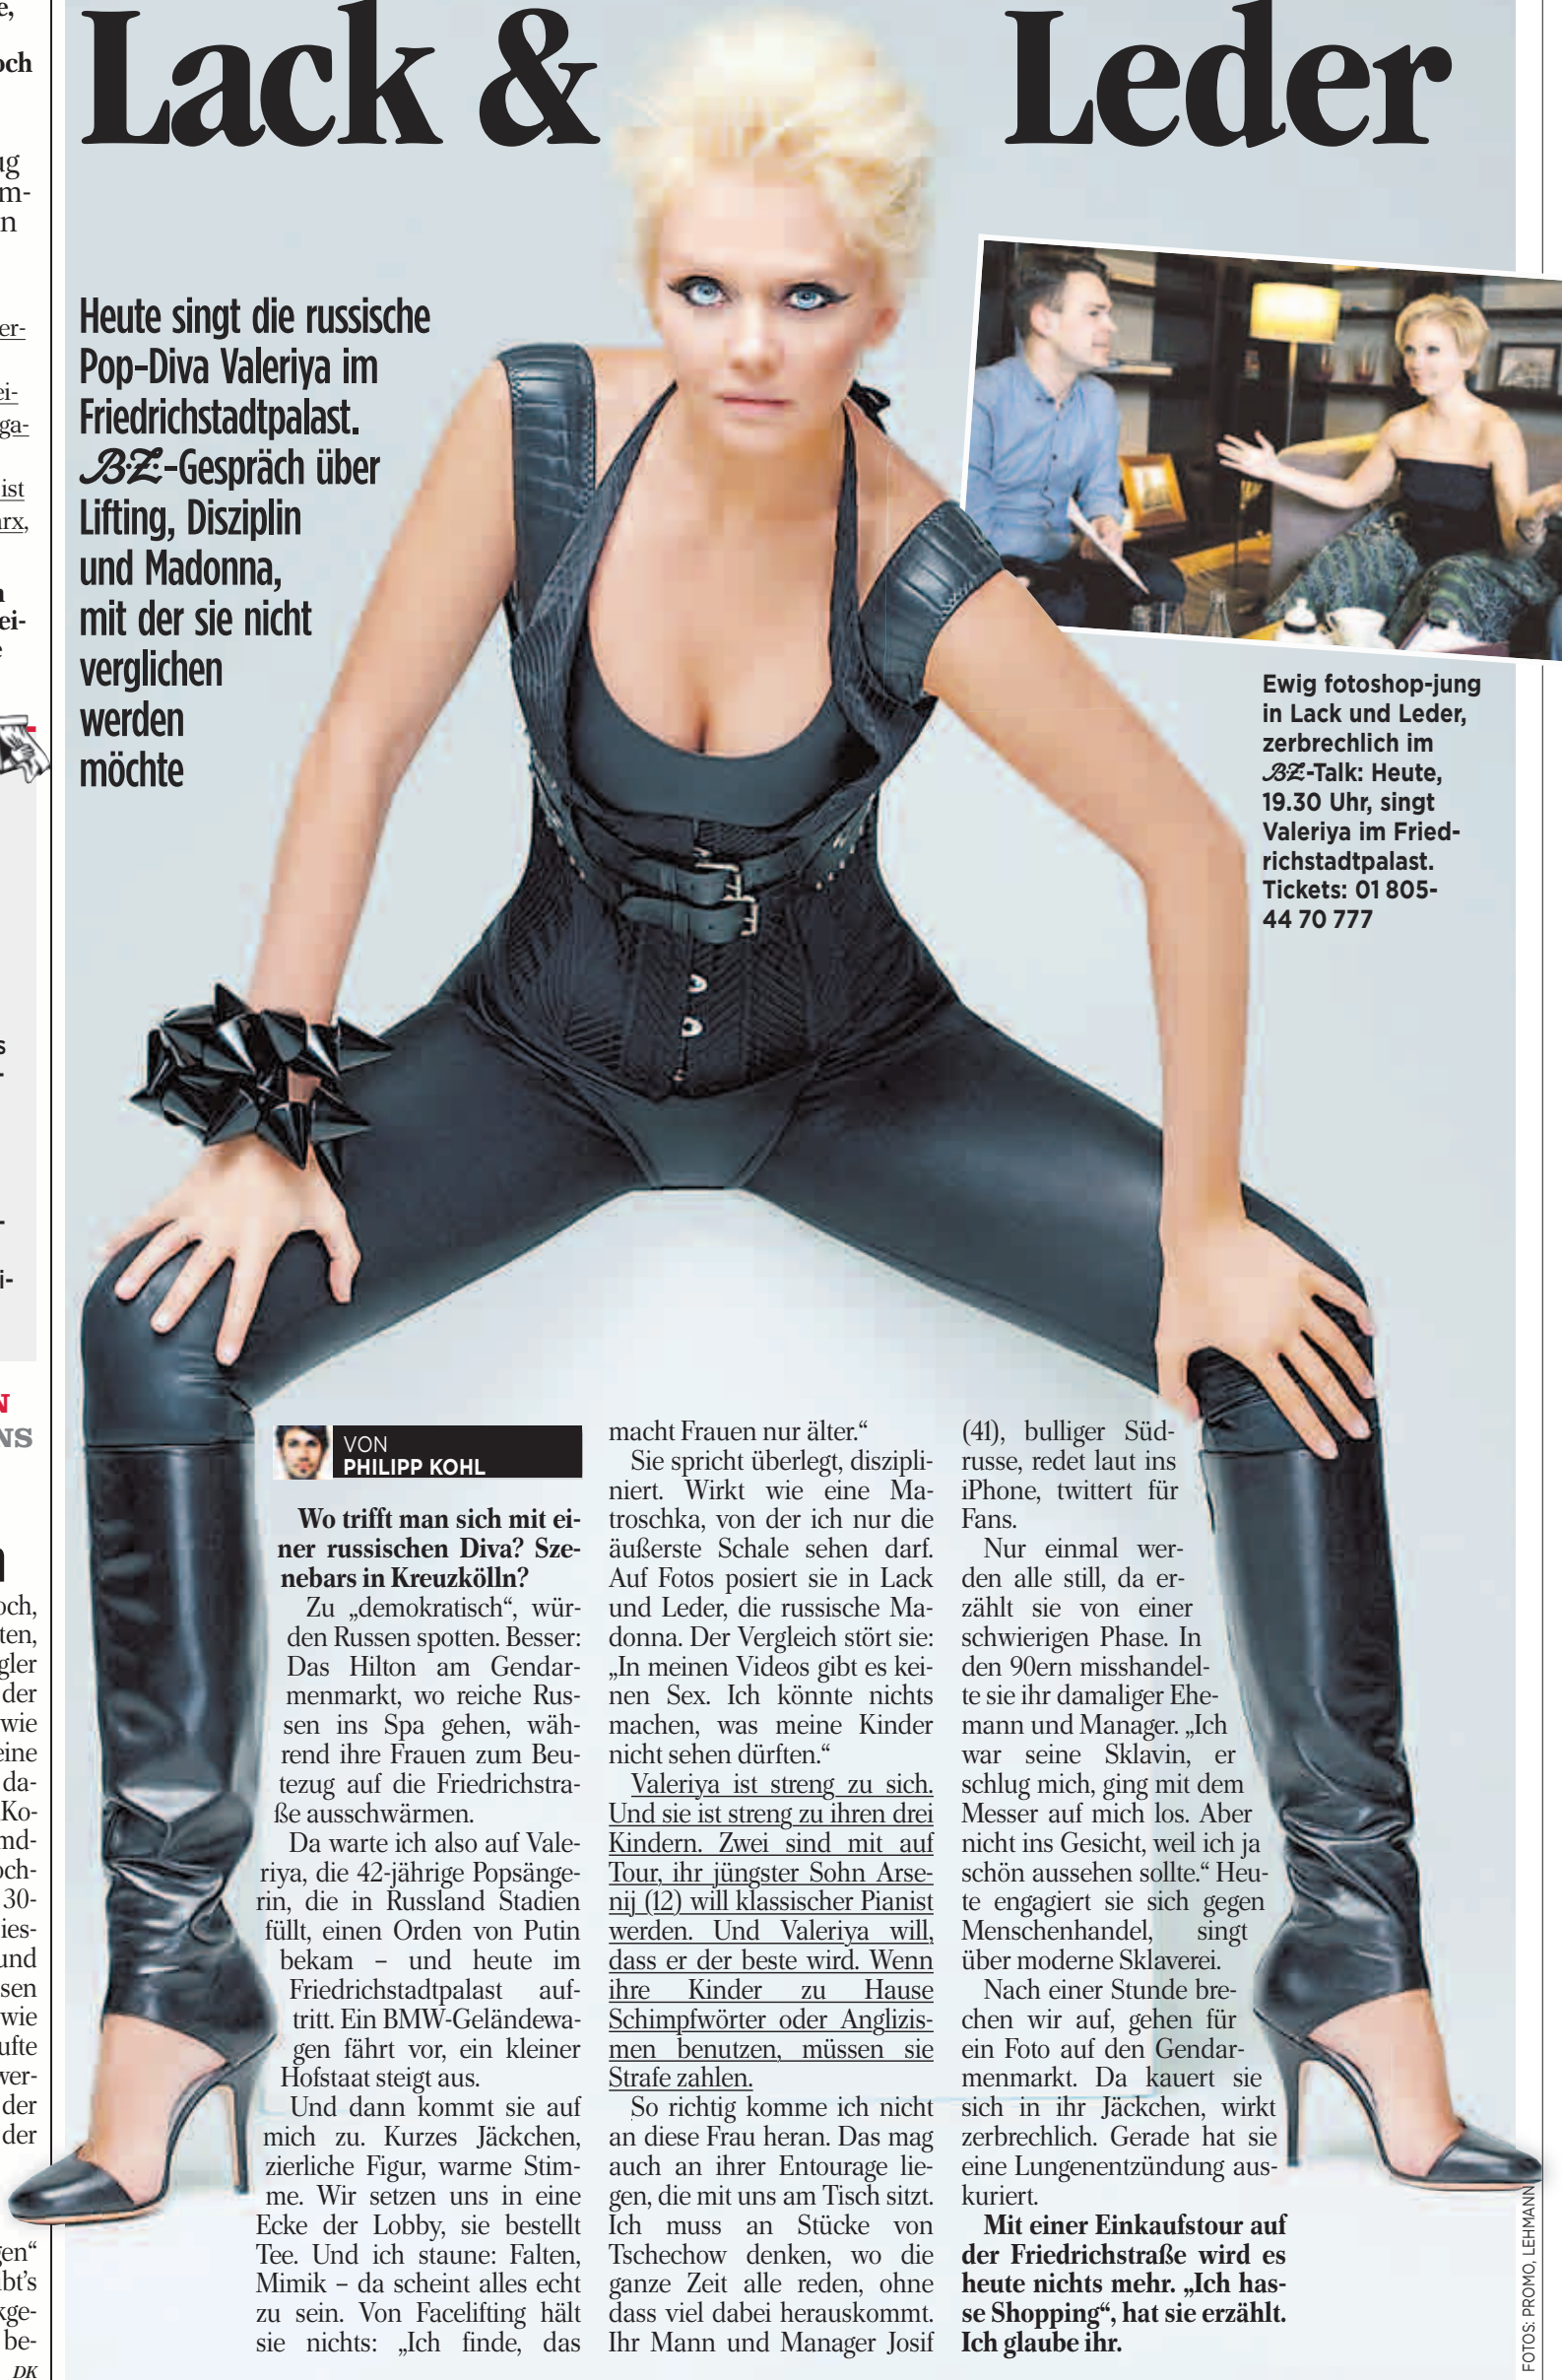 Lack & Leder
Heute singt die russische
Pop-Diva Valeriya im
Friedrichstadtpalast.
B.Z.-Gespräch über
Lifting, Disziplin
und Madonna,
mit der sie nicht
verglichen
werden
möchte
Ewig fotoshop-jung
in Lack und Leder,
zerbrechlich im
B.Z.-Talk: Heute,
19.30 Uhr, singt
Valeriya im Fried-
richstadtpalast.
Tickets: 01 805-
44 70 777
VON
PHILIPP KOHL
Wo trifft man sich mit ei-
ner russischen Diva? Sze-
nebars in Kreuzkölln?
Zu „demokratisch“, wür-
den Russen spotten. Besser:
Das Hilton am Gendar-
menmarkt, wo reiche Rus-
sen ins Spa gehen, wäh-
rend ihre Frauen zum Beu-
tezug auf die Friedrichstra-
ße ausschwärmen.
Da warte ich also auf Vale-
riya, die 42-jährige Popsänge-
rin, die in Russland Stadien
füllt, einen Orden von Putin
bekam – und heute im
Friedrichstadtpalast auf-
tritt. Ein BMW-Geländewa-
gen fährt vor, ein kleiner
Hofstaat steigt aus.
Und dann kommt sie auf
mich zu. Kurzes Jäckchen,
zierliche Figur, warme Stim-
me. Wir setzen uns in eine
Ecke der Lobby, sie bestellt
Tee. Und ich staune: Falten,
Mimik – da scheint alles echt
zu sein. Von Facelifting hält
sie nichts: „Ich finde, das
macht Frauen nur älter.“
Sie spricht überlegt, diszipli-
niert. Wirkt wie eine Ma-
troschka, von der ich nur die
äußerste Schale sehen darf.
Auf Fotos posiert sie in Lack
und Leder, die russische Ma-
donna. Der Vergleich stört sie:
„In meinen Videos gibt es kei-
nen Sex. Ich könnte nichts
machen, was meine Kinder
nicht sehen dürften.“
Valeriya ist streng zu sich.
Und sie ist streng zu ihren drei
Kindern. Zwei sind mit auf
Tour, ihr jüngster Sohn Arse-
nij (12) will klassischer Pianist
werden. Und Valeriya will,
dass er der beste wird. Wenn
ihre Kinder zu Hause
Schimpfwörter oder Anglizis-
men benutzen, müssen sie
Strafe zahlen.
So richtig komme ich nicht
an diese Frau heran. Das mag
auch an ihrer Entourage lie-
gen, die mit uns am Tisch sitzt.
Ich muss an Stücke von
Tschechow denken, wo die
ganze Zeit alle reden, ohne
dass viel dabei herauskommt.
Ihr Mann und Manager Josif
(41), bulliger Süd-
russe, redet laut ins
iPhone, twittert für
Fans.
Nur einmal wer-
den alle still, da er-
zählt sie von einer
schwierigen Phase. In
den 90ern misshandel-
te sie ihr damaliger Ehe-
mann und Manager. „Ich
war seine Sklavin, er
schlug mich, ging mit dem
Messer auf mich los. Aber
nicht ins Gesicht, weil ich ja
schön aussehen sollte.“ Heu-
te engagiert sie sich gegen
Menschenhandel, singt
über moderne Sklaverei.
Nach einer Stunde bre-
chen wir auf, gehen für
ein Foto auf den Gendar-
menmarkt. Da kauert sie
sich in ihr Jäckchen, wirkt
zerbrechlich. Gerade hat sie
eine Lungenentzündung aus-
kuriert.
Mit einer Einkaufstour auf
der Friedrichstraße wird es
heute nichts mehr. „Ich has-
se Shopping“, hat sie erzählt.
Ich glaube ihr.
FOTOS: PROMO, LEHMANN
DK